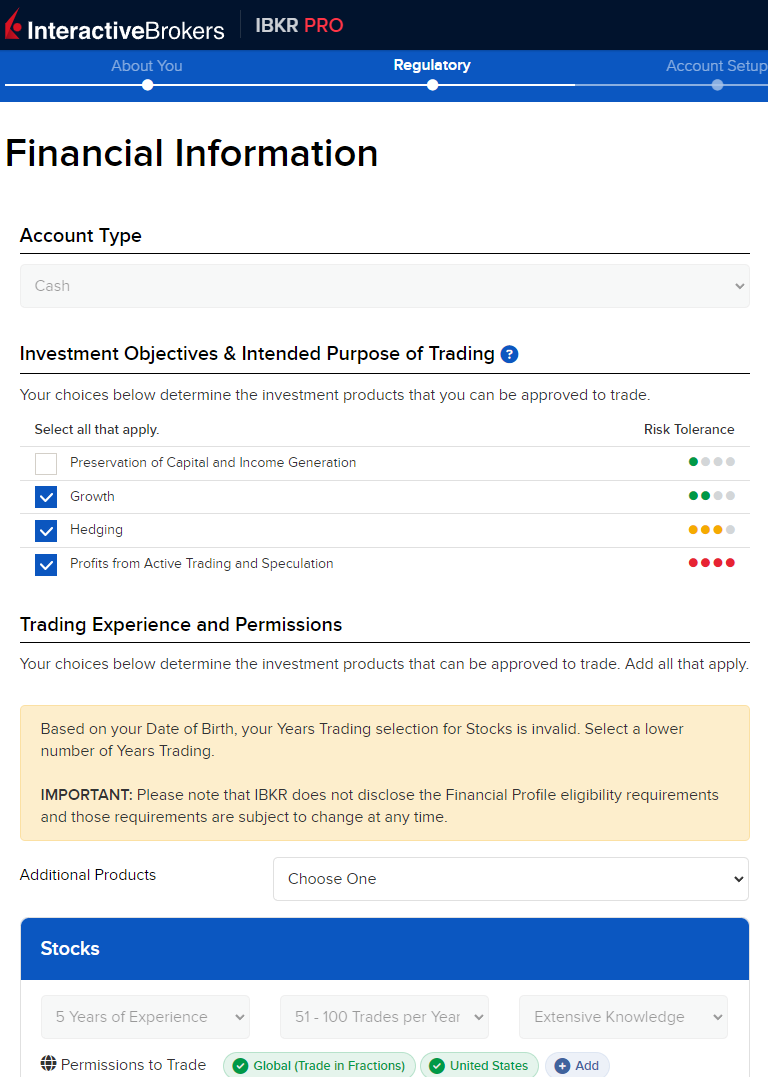 InteractiveBrokers IBKR PRO
About You Regulatory Account Setup
Financial Information
Account Type
Cash
Investment Objectives & Intended Purpose of Trading ?
Your choices below determine the investment products that you can be approved to trade.
Select all that apply. Risk Tolerance
Preservation of Capital and Income Generation
Growth
Hedging
Profits from Active Trading and Speculation
Trading Experience and Permissions
Your choices below determine the investment products that can be approved to trade. Add all that apply.
Based on your Date of Birth, your Years Trading selection for Stocks is invalid. Select a lower
number of Years Trading.
IMPORTANT: Please note that IBKR does not disclose the Financial Profile eligibility requirements
and those requirements are subject to change at any time.
Additional Products Choose One
Stocks
5 Years of Experience 51 - 100 Trades per Year Extensive Knowledge
Permissions to Trade Global (Trade in Fractions) United States Add